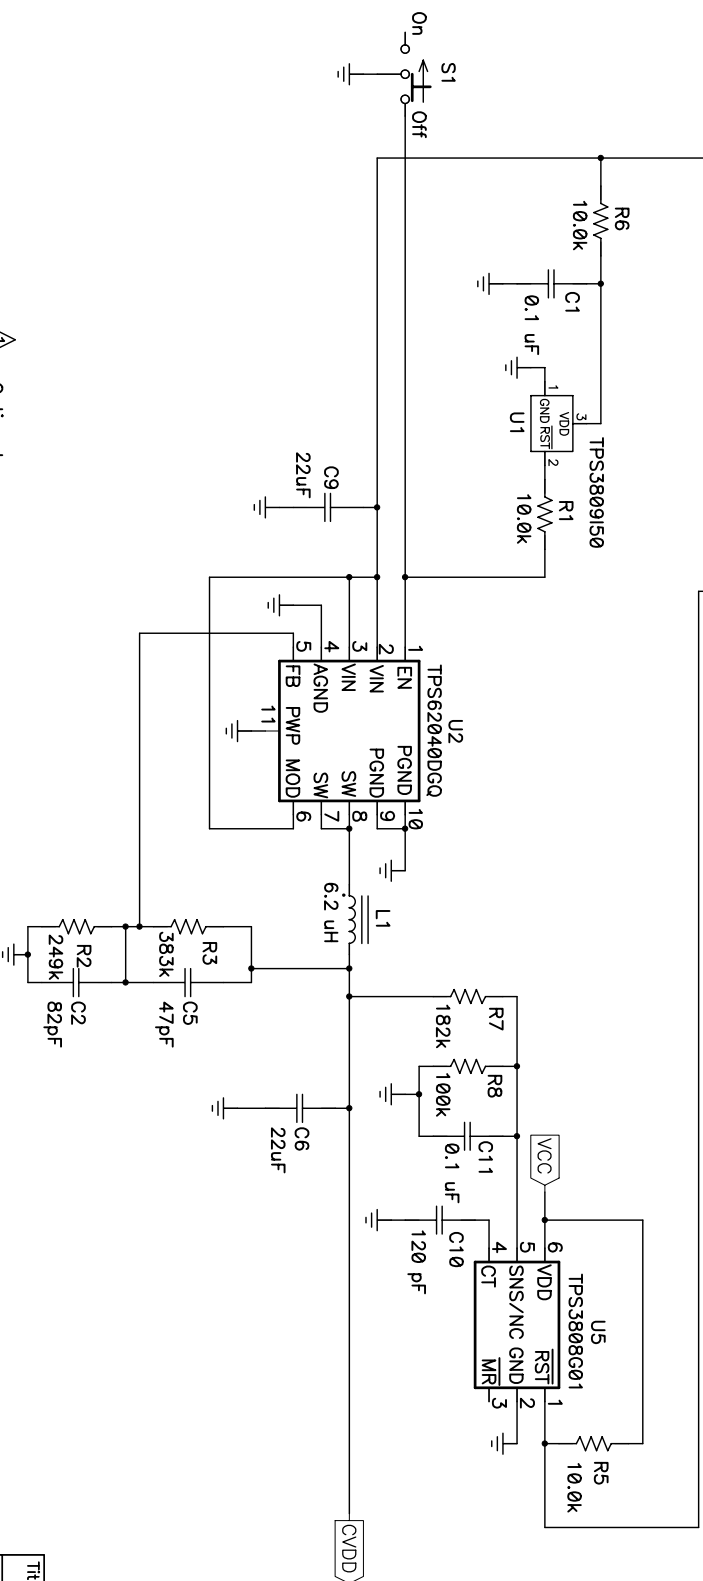 On
S1
Off
R6
10.0k
C1
0.1 uF
1
GND
RST
VDD
3
2
U1
TPS3809I50
R1
10.0k
C9
22uF
U2
TPS62040DGQ
1
EN
2
VIN
3
VIN
4
AGND
5
FB
PGND
10
PGND
9
SW
8
SW
7
MOD
6
PWP
11
L1
6.2 uH
R3
383k
C5
47pF
R2
249k
C2
82pF
C6
22uF
R7
182k
R8
100k
C11
0.1 uF
C10
120 pF
VCC
U5
TPS3808G01
6
VDD
5
SNS/NC
4
CT
RST
1
GND
2
MR
3
R5
10.0k
CVDD
Tit